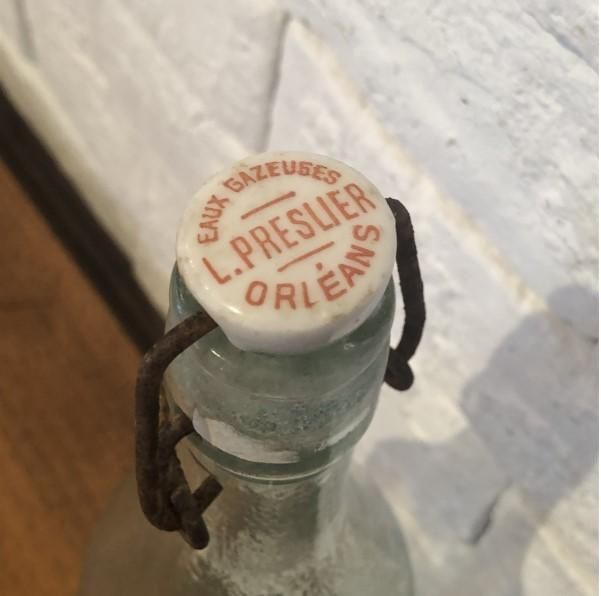 EAUX GAZEUSES
L. PRESLIER
ORLÉANS